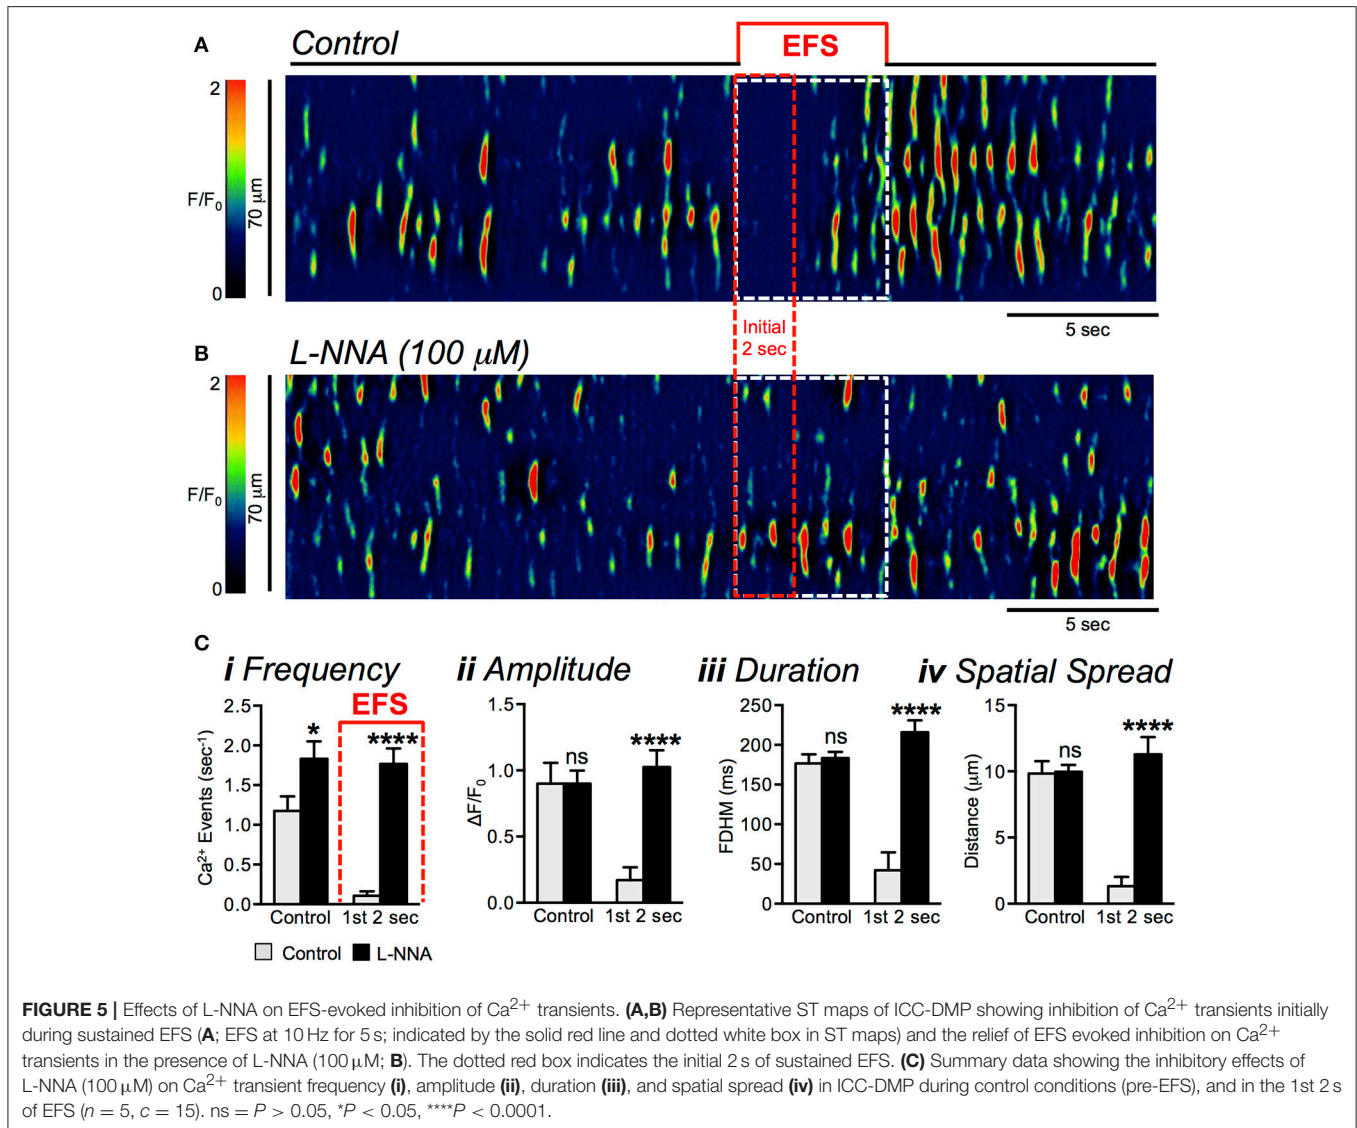 A
Control
EFS
2
F/F0
70 µm
0
5 sec
Initial
2 sec
B
L-NNA (100 µM)
2
F/F0
70 µm
0
5 sec
C
i Frequency
ii Amplitude
iii Duration
iv Spatial Spread
EFS
Ca2+ Events (sec-1)
2.5
2.0
1.5
1.0
0.5
0.0
*
****
Control
1st 2 sec
ΔF/F0
1.5
1.0
0.5
0.0
ns
****
Control
1st 2 sec
FDHM (ms)
250
200
150
100
50
0
ns
****
Control
1st 2 sec
Distance (µm)
15
10
5
0
ns
****
Control
1st 2 sec
Control
L-NNA
FIGURE 5 | Effects of L-NNA on EFS-evoked inhibition of Ca2+ transients. (A,B) Representative ST maps of ICC-DMP showing inhibition of Ca2+ transients initially
during sustained EFS (A; EFS at 10 Hz for 5 s; indicated by the solid red line and dotted white box in ST maps) and the relief of EFS evoked inhibition on Ca2+
transients in the presence of L-NNA (100 µM; B). The dotted red box indicates the initial 2 s of sustained EFS. (C) Summary data showing the inhibitory effects of
L-NNA (100 µM) on Ca2+ transient frequency (i), amplitude (ii), duration (iii), and spatial spread (iv) in ICC-DMP during control conditions (pre-EFS), and in the 1st 2 s
of EFS (n = 5, c = 15). ns = P > 0.05, *P < 0.05, ****P < 0.0001.